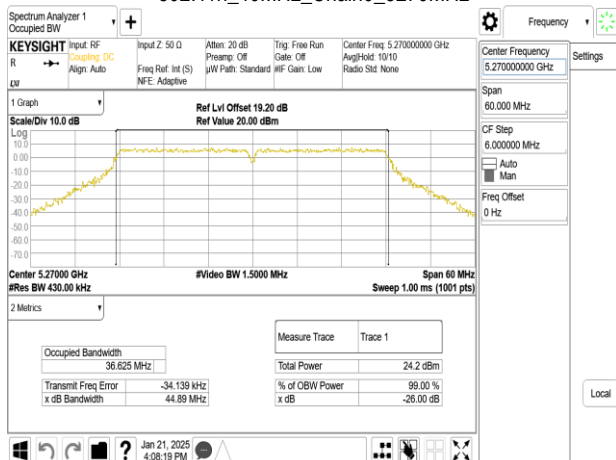 Spectrum Analyzer 1
Occupied BW
Frequency
KEYSIGHT
R
Input: RF
Coupling: DC
Align: Auto
Input Z: 50 Ω
Freq Ref: Int (S)
NFE: Adaptive
Atten: 20 dB
Preamp: Off
µW Path: Standard
Trig: Free Run
Gate: Off
#IF Gain: Low
Center Freq: 5.270000000 GHz
Avg|Hold: 10/10
Radio Std: None
Center Frequency
5.270000000 GHz
Settings
Span
60.000 MHz
CF Step
6.000000 MHz
Auto
Man
Freq Offset
0 Hz
1 Graph
Scale/Div 10.0 dB
Ref Lvl Offset 19.20 dB
Ref Value 20.00 dBm
Log
10.0
0.00
-10.0
-20.0
-30.0
-40.0
-50.0
-60.0
-70.0
Center 5.27000 GHz
#Res BW 430.00 kHz
#Video BW 1.5000 MHz
Span 60 MHz
Sweep 1.00 ms (1001 pts)
2 Metrics
Measure Trace Trace 1
Occupied Bandwidth
36.625 MHz
Total Power 24.2 dBm
Transmit Freq Error -34.139 kHz
% of OBW Power 99.00 %
x dB Bandwidth 44.89 MHz
x dB -26.00 dB
Local
?
Jan 21, 2025
4:08:19 PM